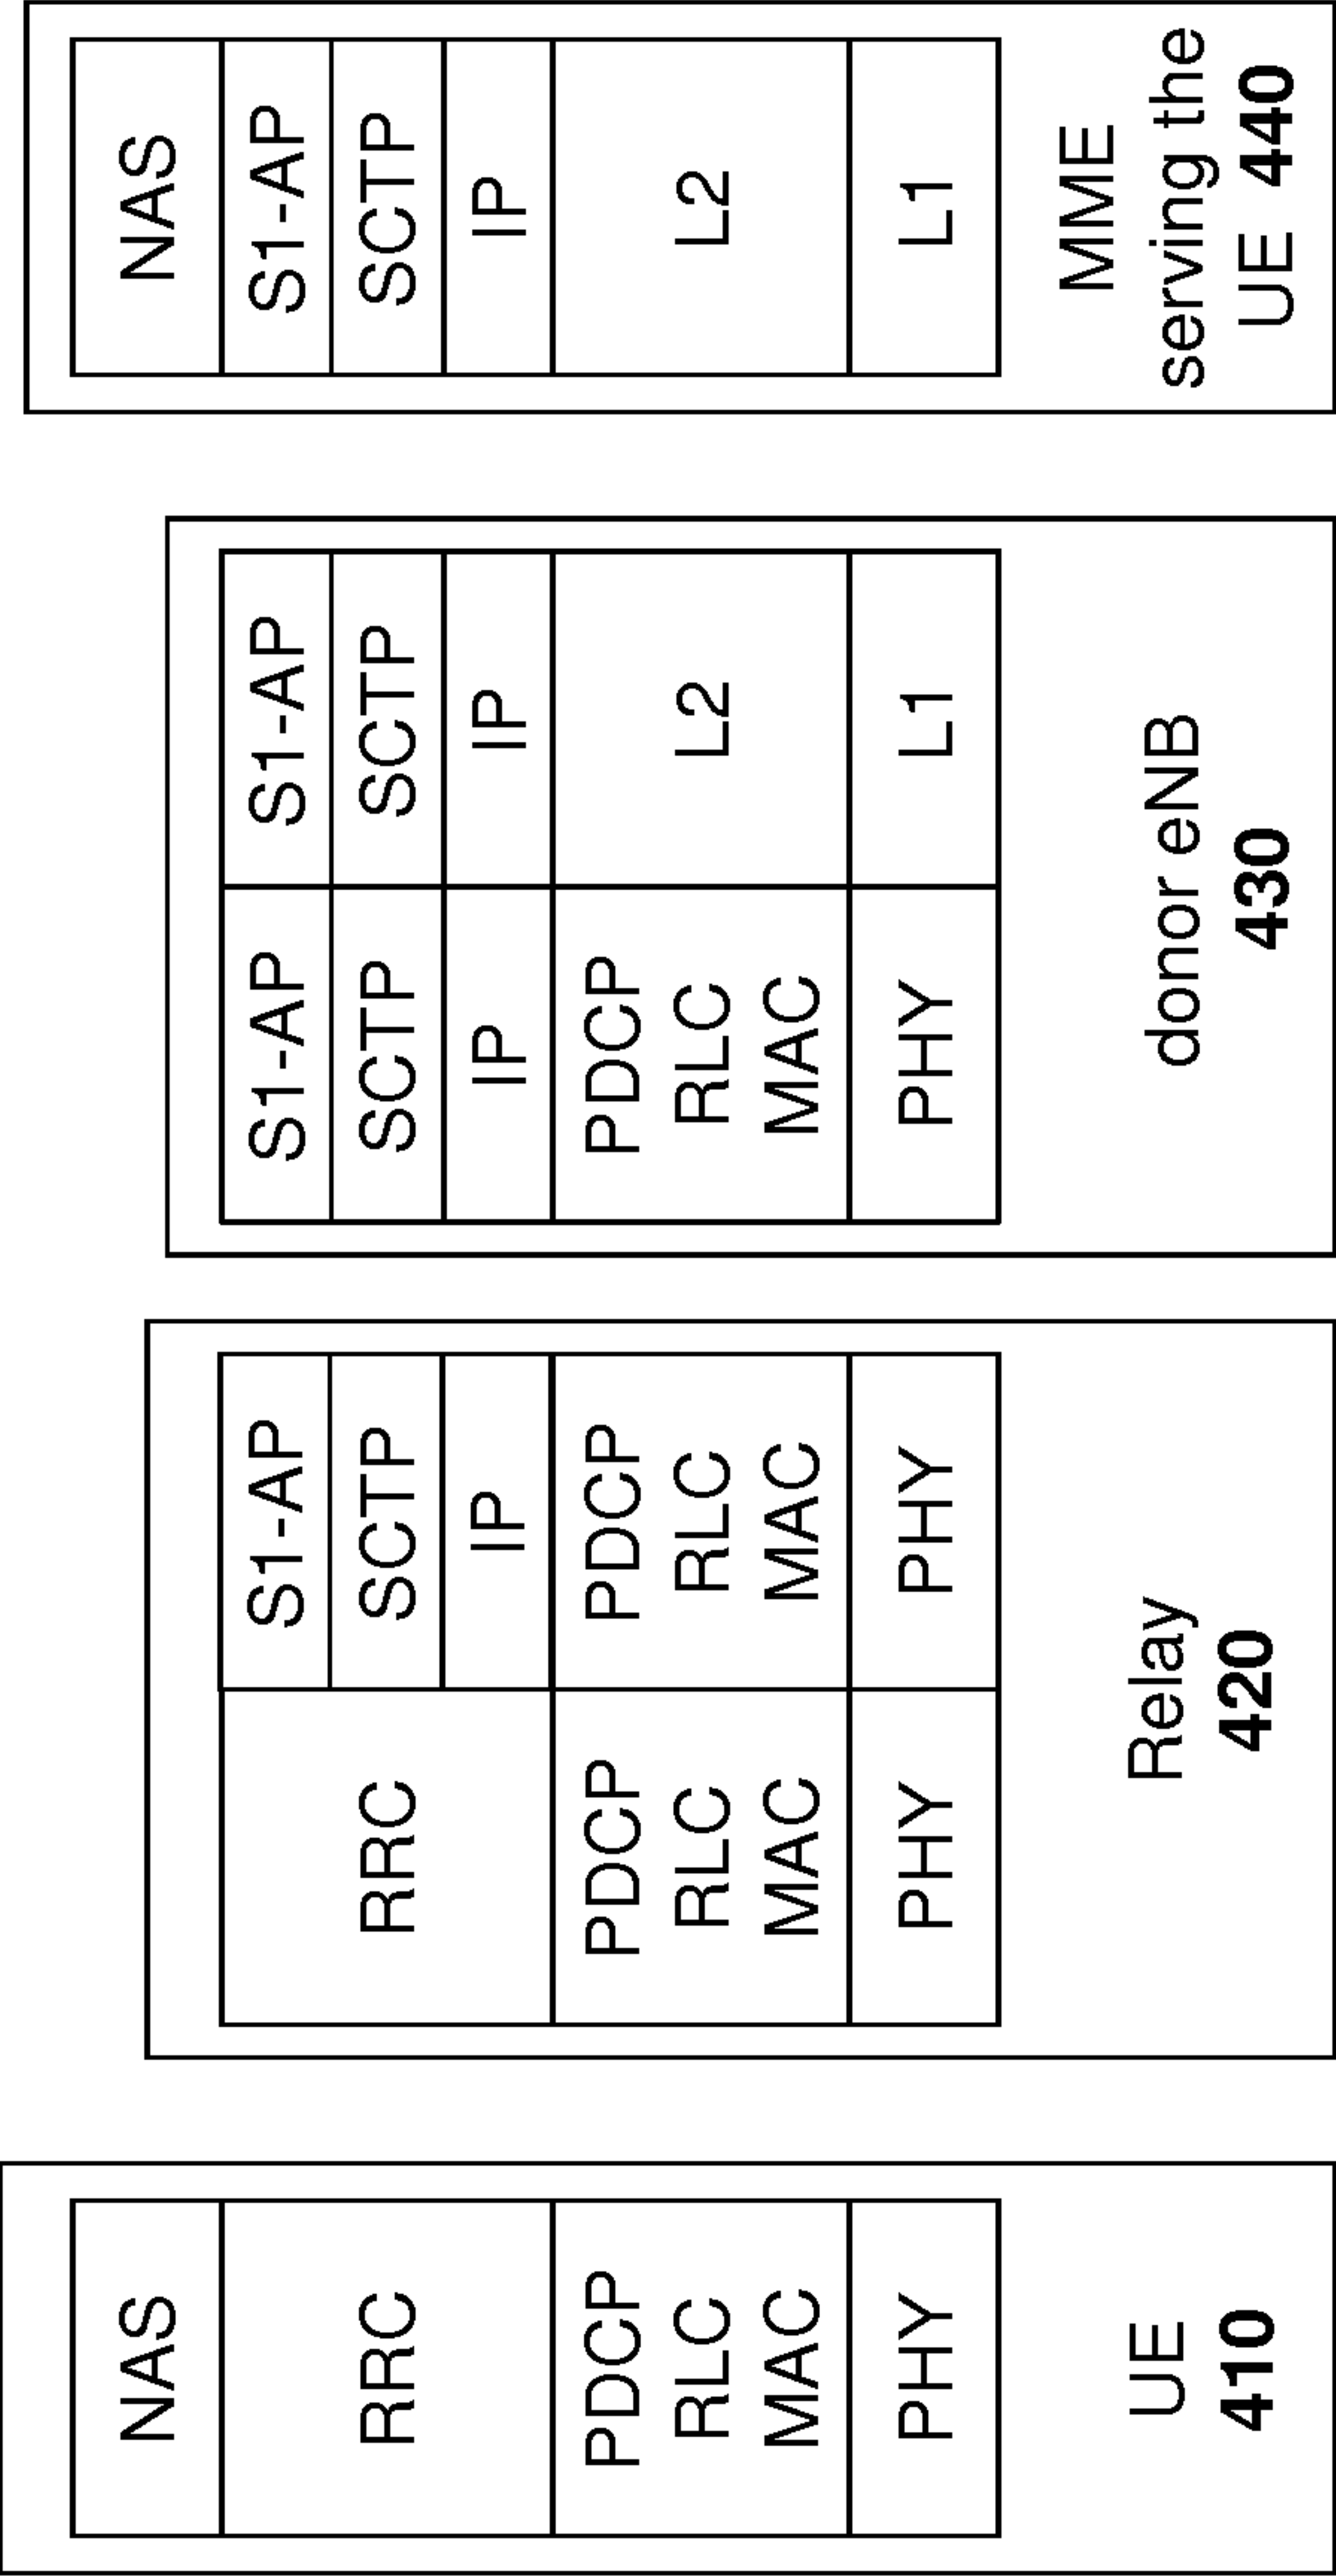 NAS
RRC
PDCP
RLC
MAC
PHY
UE
410
RRC
PDCP
RLC
MAC
PHY
S1-AP
SCTP
IP
PDCP
RLC
MAC
PHY
Relay
420
S1-AP
SCTP
IP
PDCP
RLC
MAC
PHY
S1-AP
SCTP
IP
L2
L1
donor eNB
430
NAS
S1-AP
SCTP
IP
L2
L1
MME
serving the
UE 440